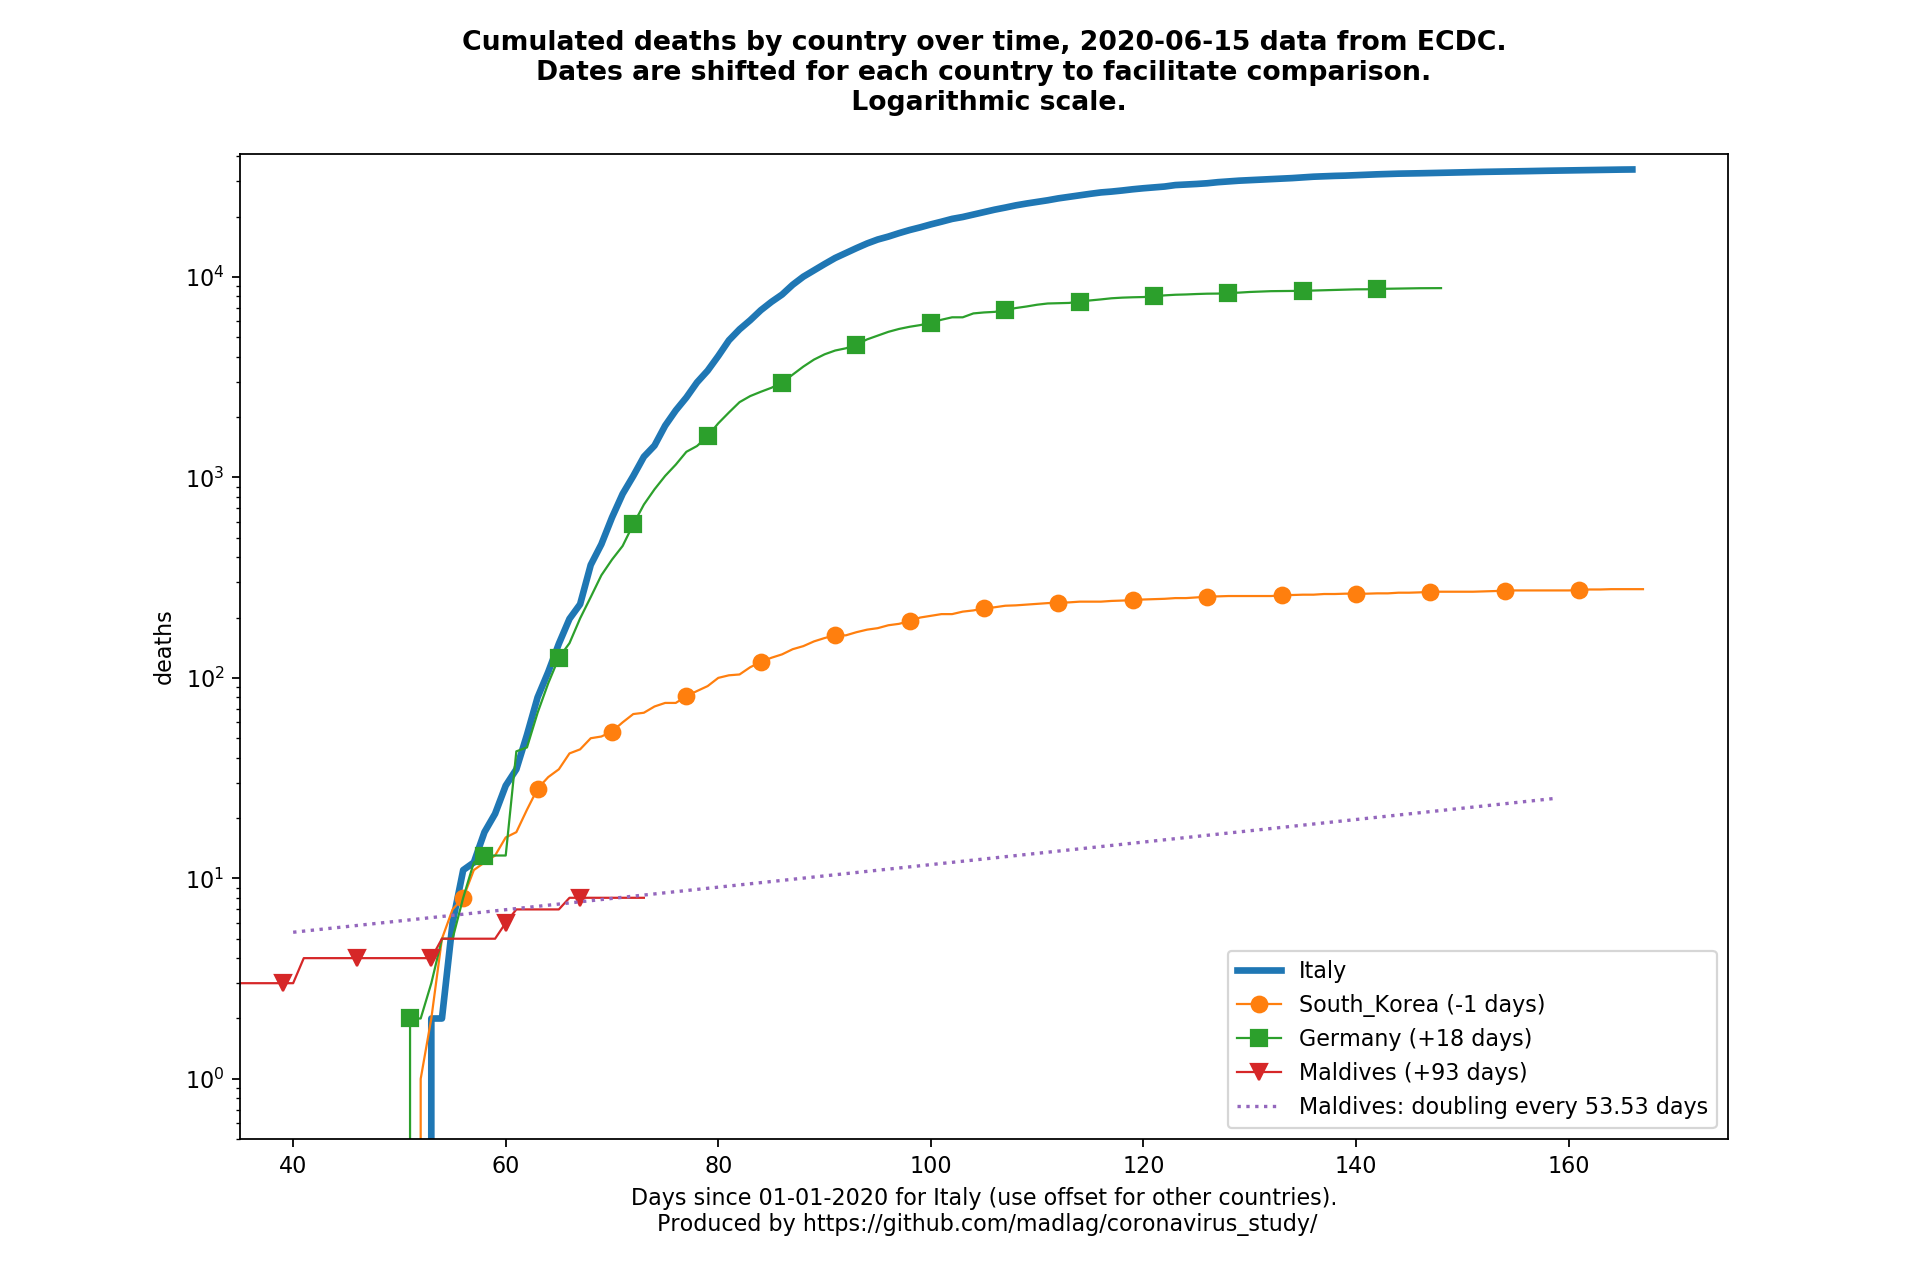 Cumulated deaths by country over time, 2020-06-15 data from ECDC.
Dates are shifted for each country to facilitate comparison.
Logarithmic scale.
10^4
10^3
10^2
10^1
10^0
deaths
Italy
South_Korea (-1 days)
Germany (+18 days)
Maldives (+93 days)
Maldives: doubling every 53.53 days
40 60 80 100 120 140 160
Days since 01-01-2020 for Italy (use offset for other countries).
Produced by https://github.com/madlag/coronavirus_study/